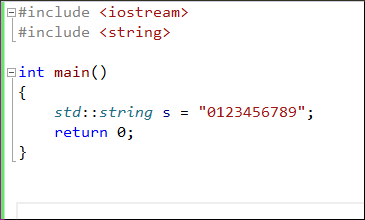 #include <iostream>
#include <string>
int main()
{
    std::string s = "0123456789";
    return 0;
}